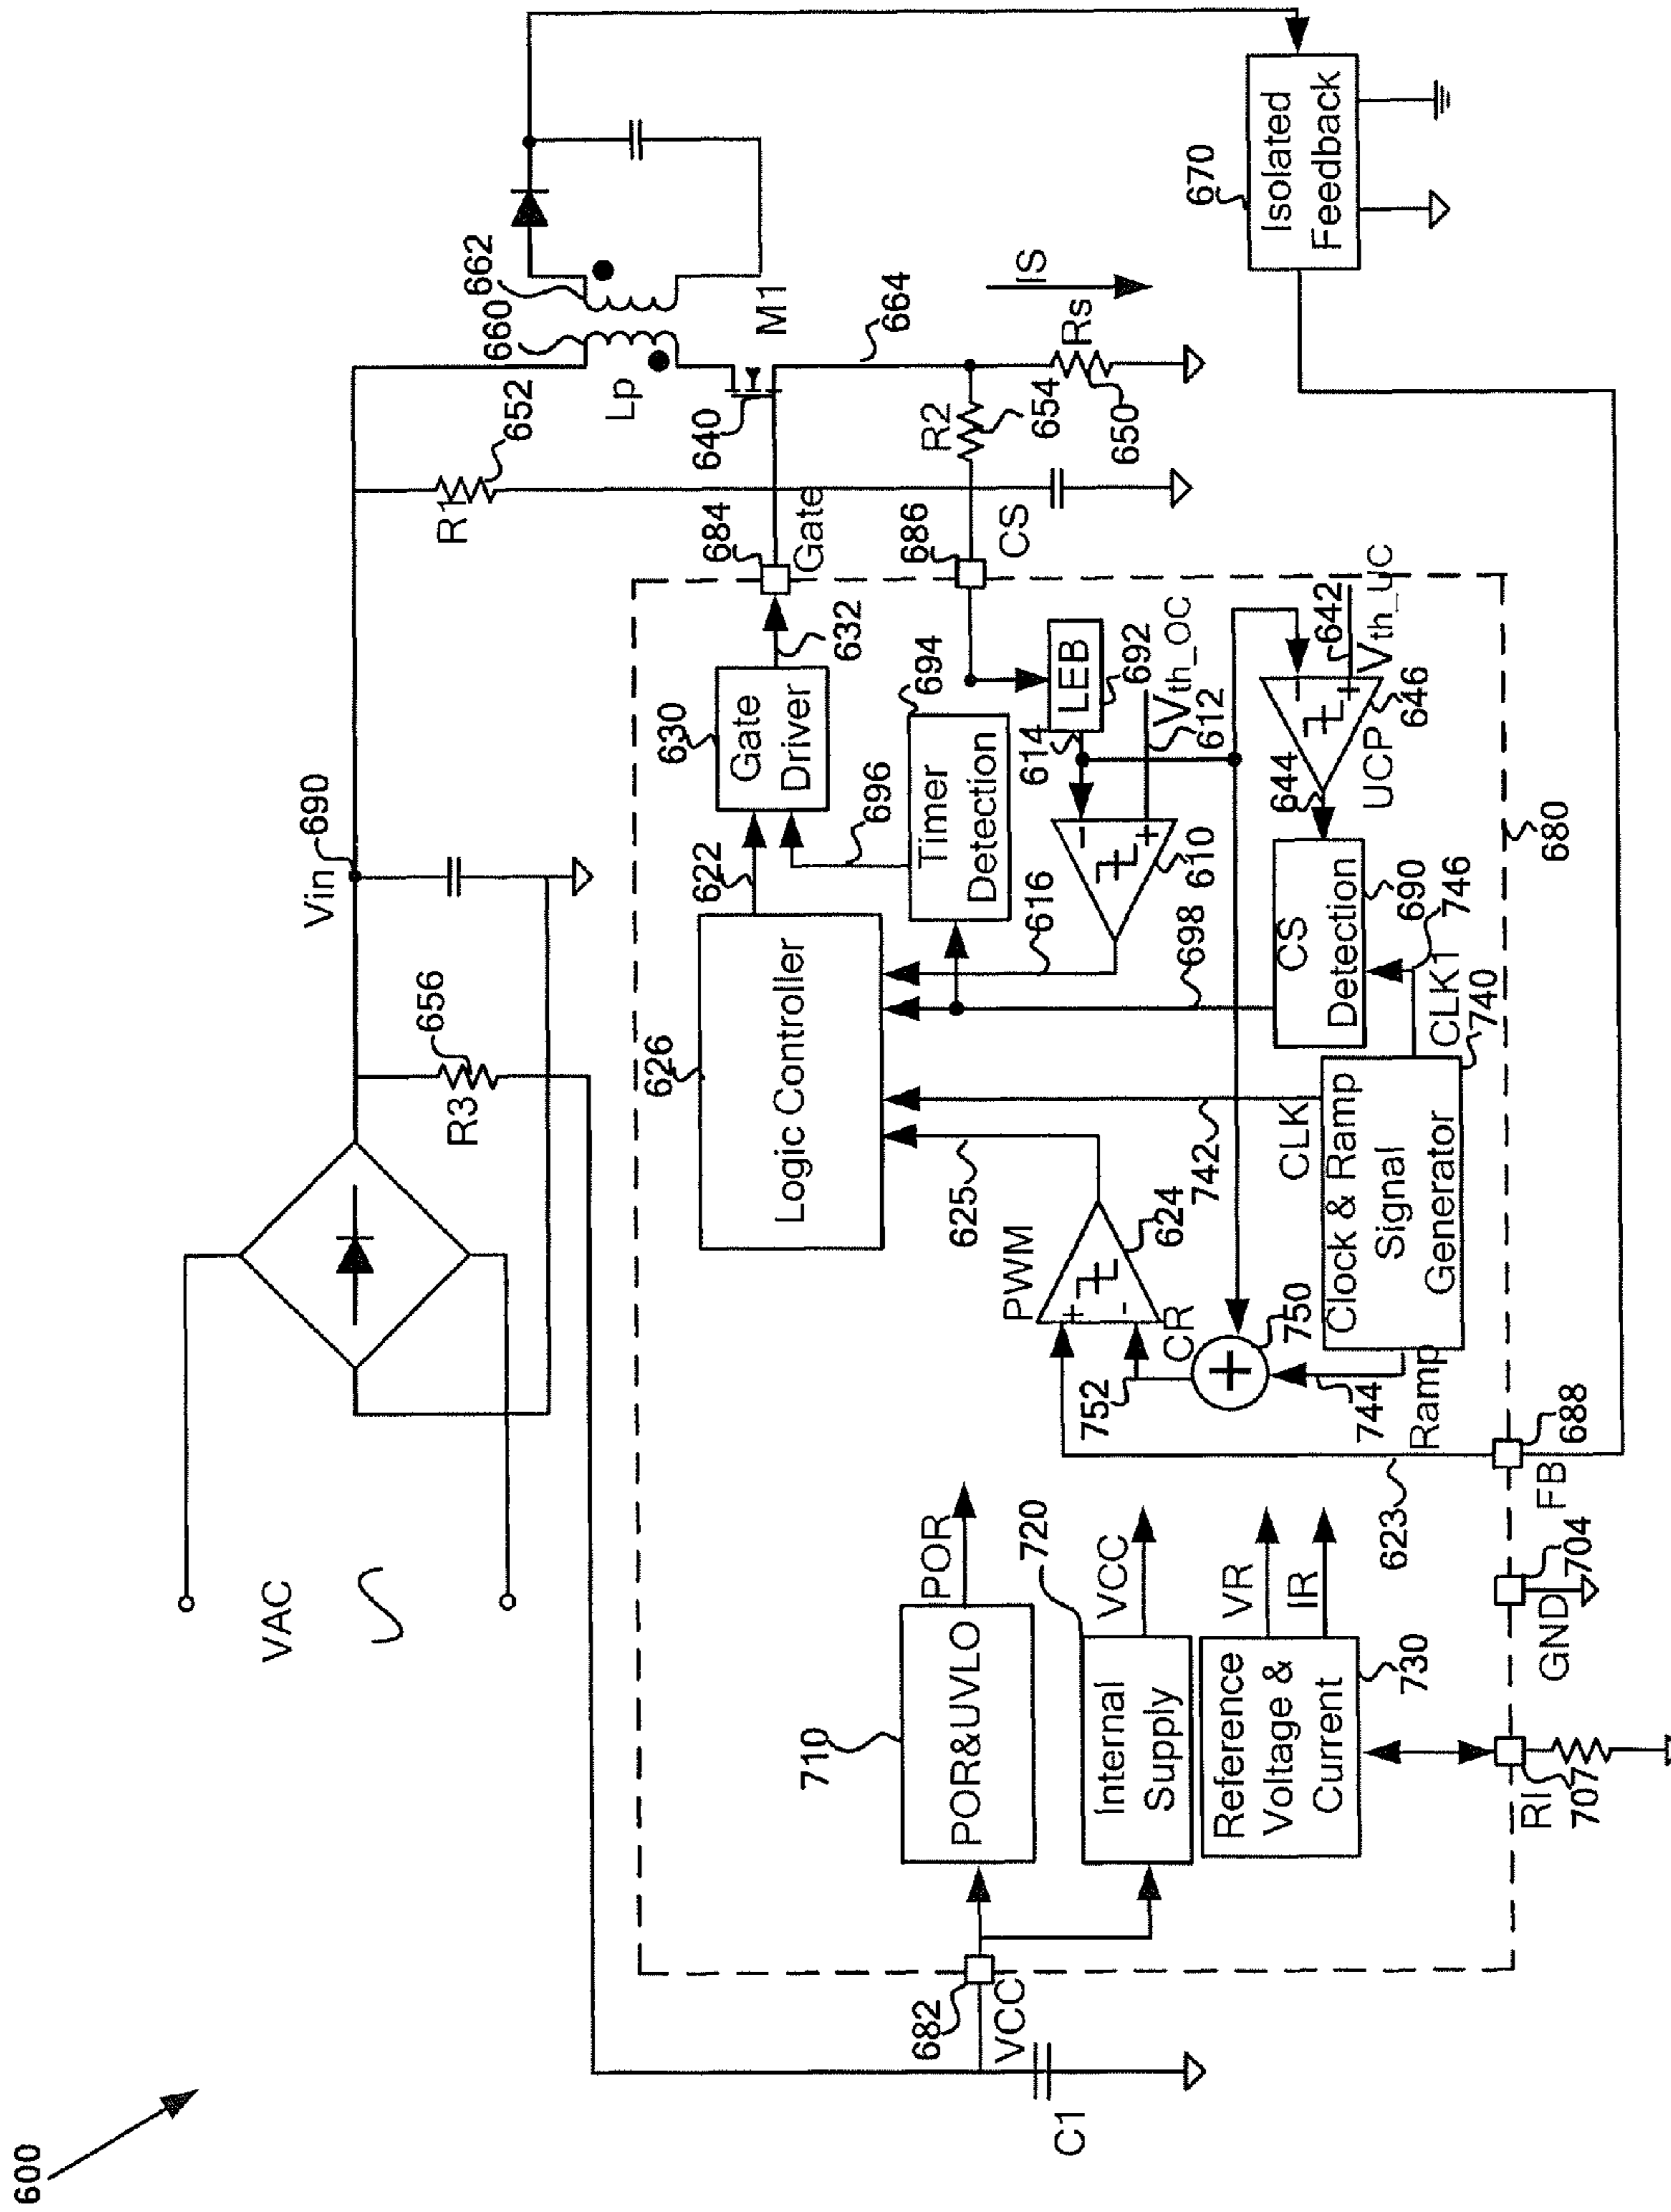 600
VAC
Vin
690
R3
656
R1
652
Lp
660
662
M1
640
664
IS
R2
654
Rs
650
670
Isolated
Feedback
C1
682
VCC
710
POR&UVLO
POR
720
Internal
Supply
VCC
Reference
Voltage &
Current
VR
IR
730
RI
707
GND
704
FB
688
623
626
Logic Controller
622
630
Gate
Driver
632
684
Gate
694
Timer
Detection
696
686
CS
LEB
692
614
Vth_OC
612
610
616
698
PWM
624
625
CR
752
750
744
Ramp
742
CLK
Clock & Ramp
Signal
Generator
740
CLK1
746
CS
Detection
690
644
UCP
646
642
Vth_UC
680
+
-
-
+
-
+
+